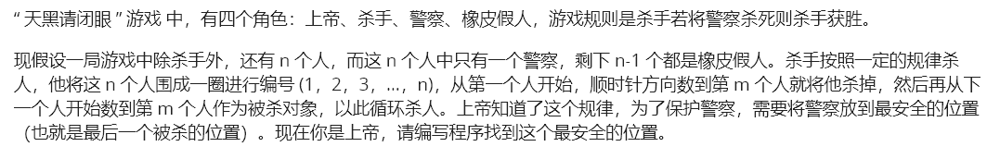 “天黑请闭眼”游戏 中，有四个角色：上帝、杀手、警察、橡皮假人，游戏规则是杀手若将警察杀死则杀手获胜。
现假设一局游戏中除杀手外，还有 n 个人，而这 n 个人中只有一个警察，剩下 n-1 个都是橡皮假人。杀手按照一定的规律杀
人，他将这 n 个人围成一圈进行编号 (1，2，3，…，n)，从第一个人开始，顺时针方向数到第 m 个人就将他杀掉，然后再从下
一个人开始数到第 m 个人作为被杀对象，以此循环杀人。上帝知道了这个规律，为了保护警察，需要将警察放到最安全的位置
（也就是最后一个被杀的位置）。现在你是上帝，请编写程序找到这个最安全的位置。